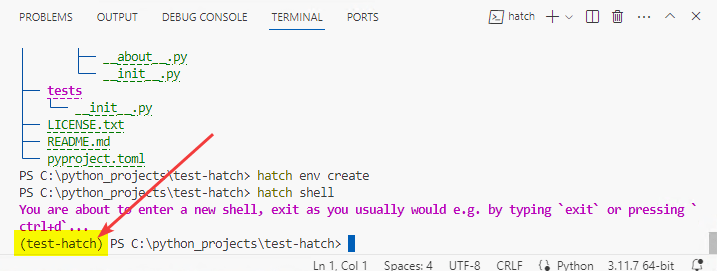 PROBLEMS OUTPUT DEBUG CONSOLE TERMINAL PORTS hatch
__about__.py
__init__.py
tests
__init__.py
LICENSE.txt
README.md
pyproject.toml
PS C:\python_projects\test-hatch> hatch env create
PS C:\python_projects\test-hatch> hatch shell
You are about to enter a new shell, exit as you usually would e.g. by typing `exit` or pressing `
ctrl+d`...
(test-hatch) PS C:\python_projects\test-hatch>
Ln 1, Col 1 Spaces: 4 UTF-8 CRLF {} Python 3.11.7 64-bit